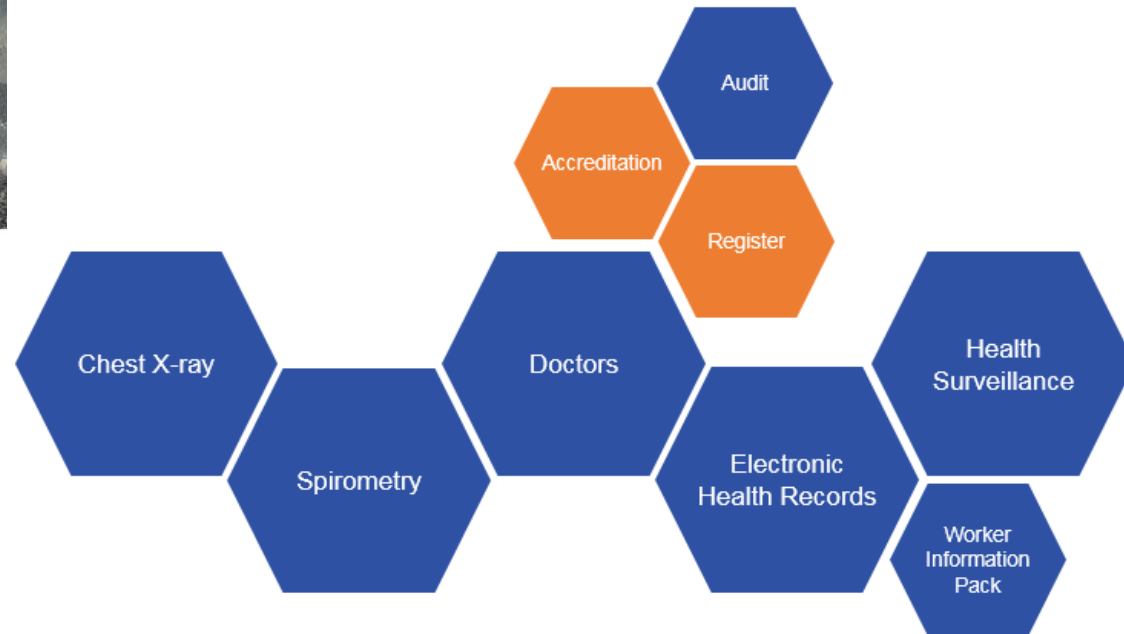 Audit
Accreditation
Register
Chest X-ray
Doctors
Health
Surveillance
Spirometry
Electronic
Health Records
Worker
Information
Pack